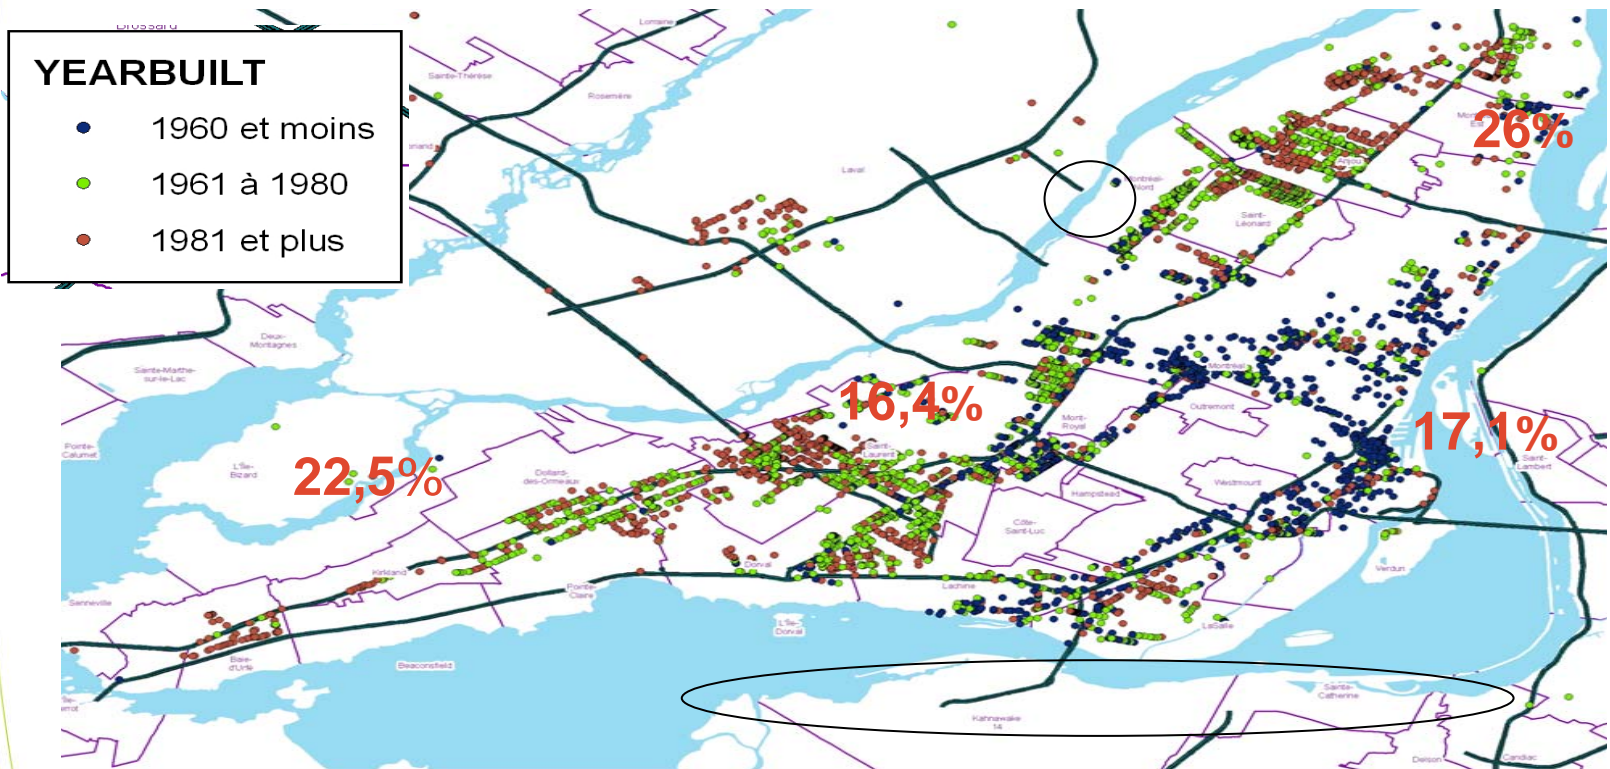 Brossard
YEARBUILT
1960 et moins
1961 à 1980
1981 et plus
Lorraine
Sainte-Thérèse
Rosemère
Laval
26%
Anjou
Montréal-
Nord
Saint-
Léonard
Deux-
Montagnes
Sainte-Marthe-
sur-le-Lac
Montréal
16,4%
Outremont
Mont-
Royal
17,1%
Pointe-
Calumet
L'Île-
Bizard
22,5%
Dollard-
des-Ormeaux
Saint-
Laurent
Saint-
Lambert
Westmount
Hampstead
Côte-
Saint-Luc
Kirkland
Dorval
Verdun
Senneville
Pointe-
Claire
Lachine
L'Île-
Dorval
LaSalle
Baie-
d'Urfé
Beaconsfield
Sainte-
Catherine
Kahnawake
14
Delson
Candiac